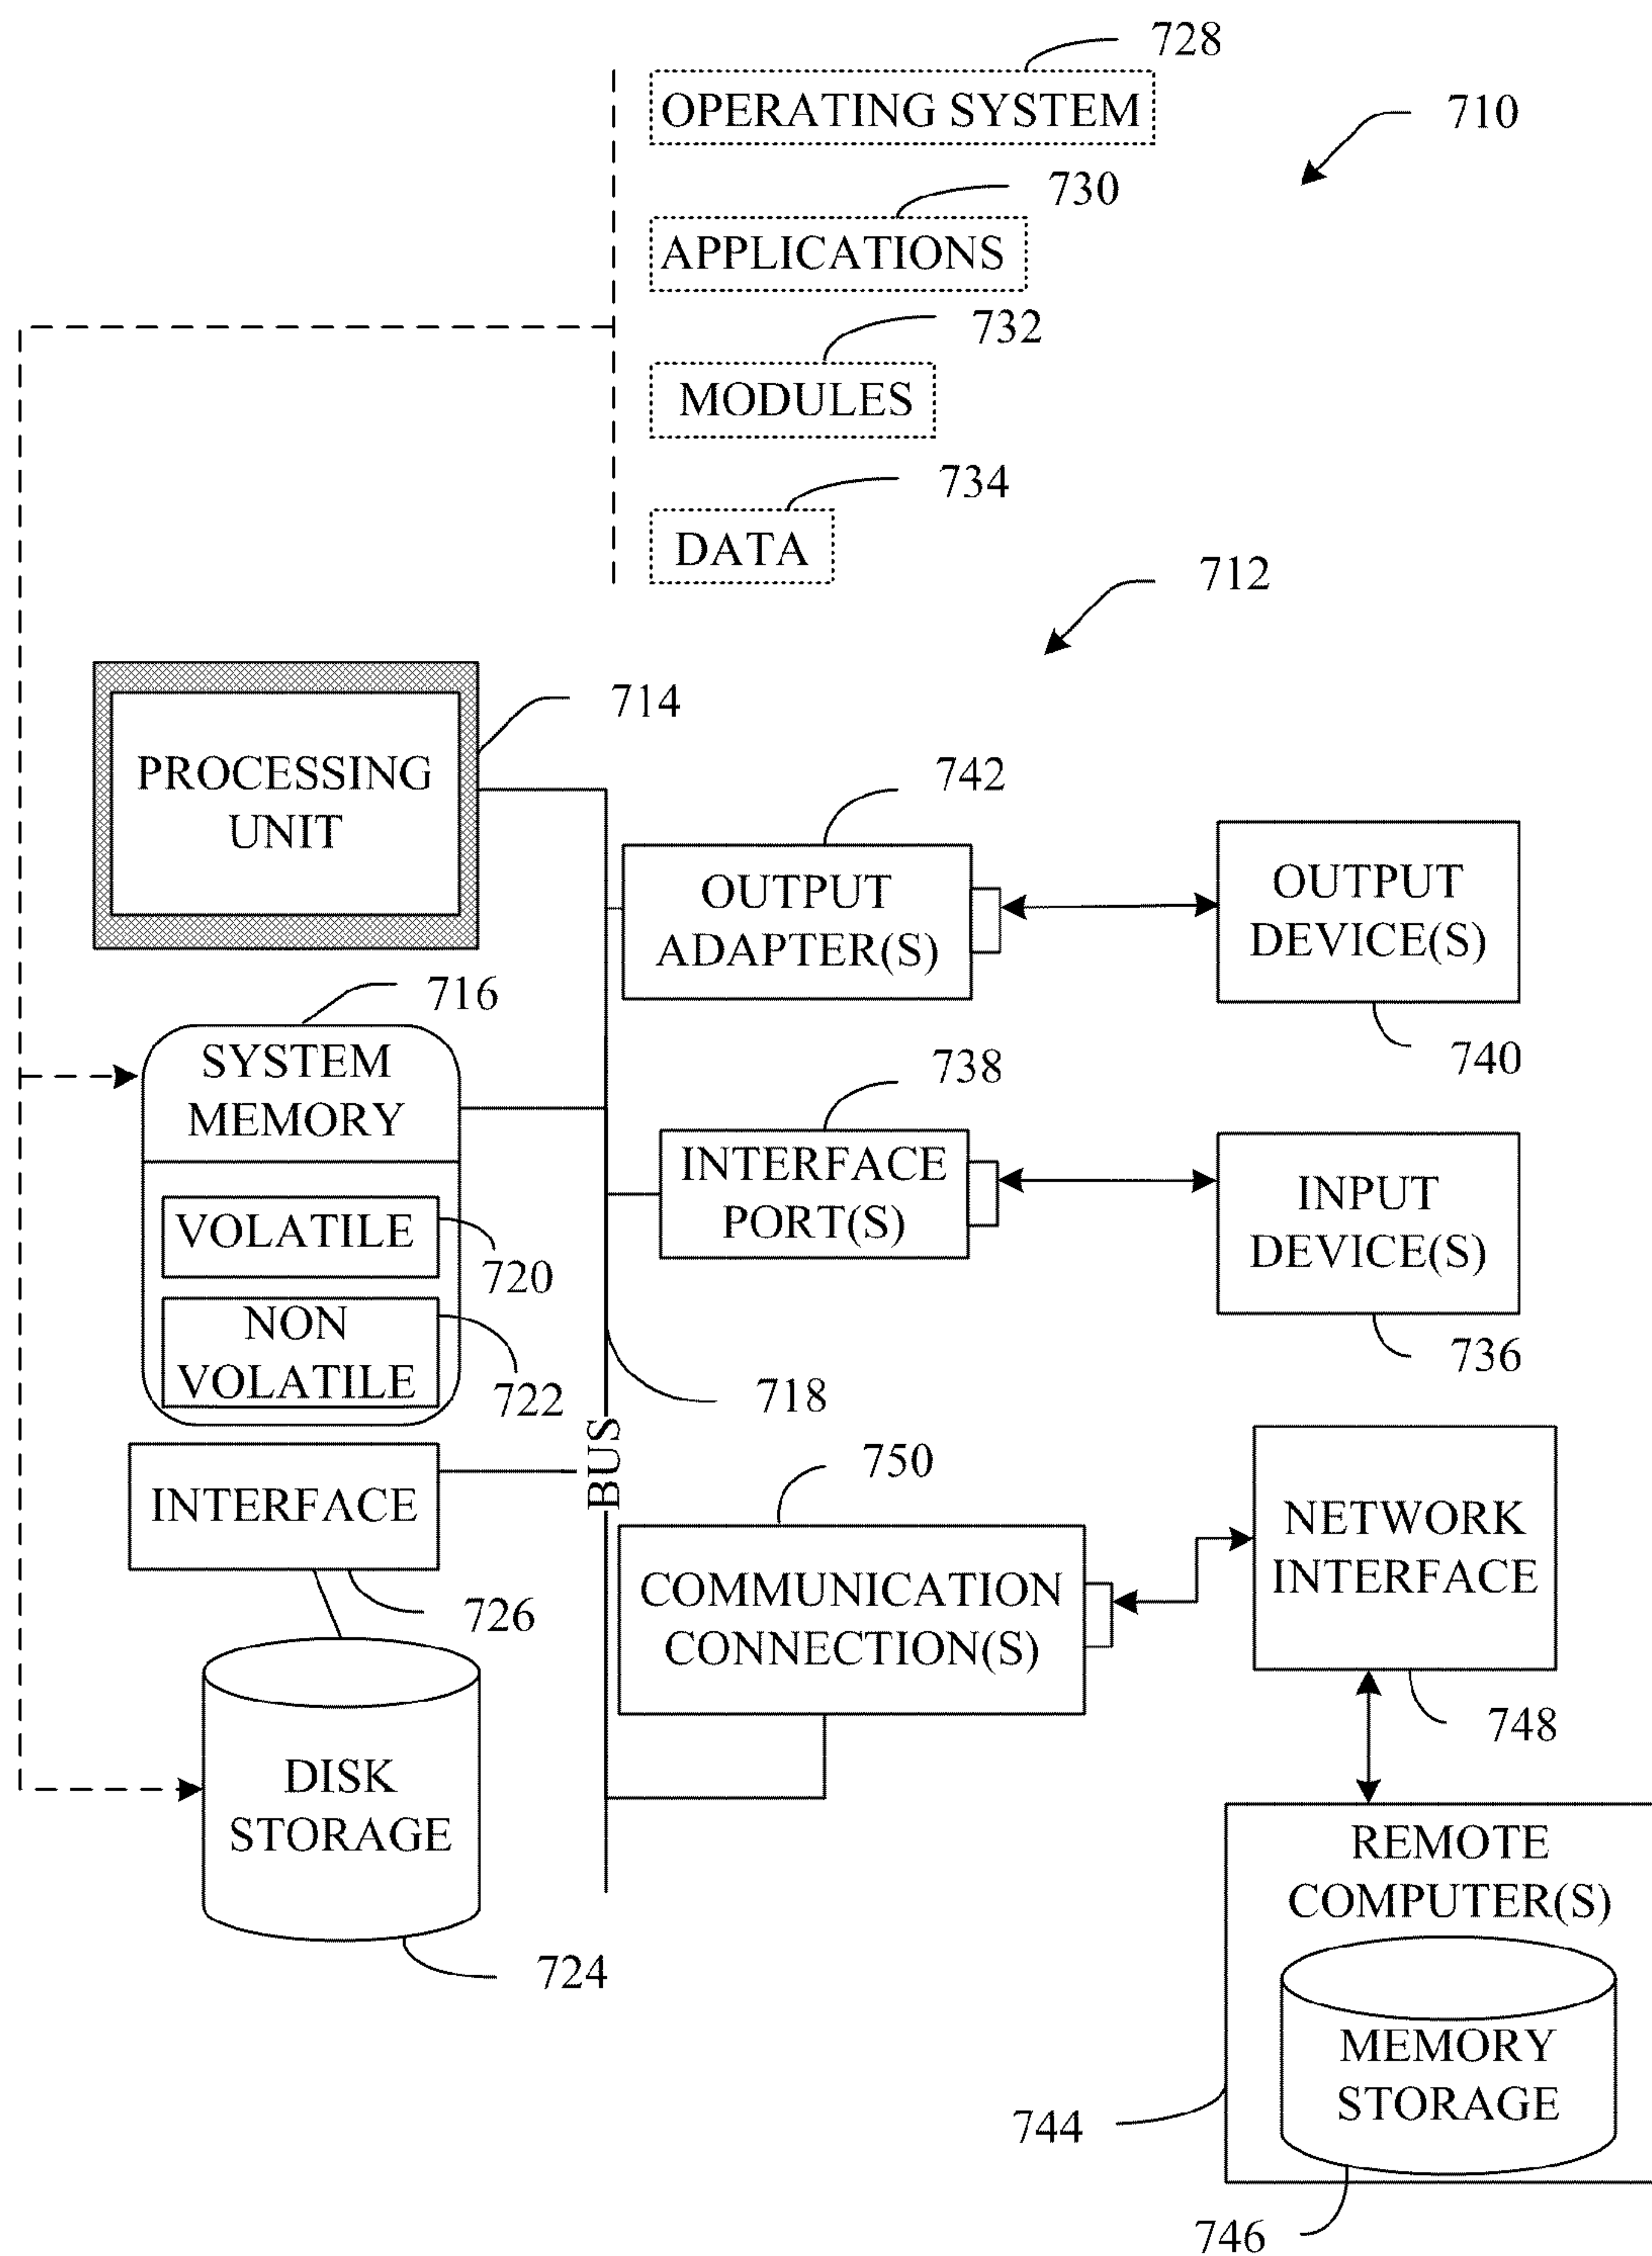 728
OPERATING SYSTEM
710
730
APPLICATIONS
732
MODULES
734
DATA
712
714
PROCESSING
UNIT
742
OUTPUT
ADAPTER(S)
OUTPUT
DEVICE(S)
740
716
SYSTEM
MEMORY
738
INTERFACE
PORT(S)
INPUT
DEVICE(S)
736
VOLATILE
720
NON
VOLATILE
722
718
BUS
INTERFACE
726
750
COMMUNICATION
CONNECTION(S)
NETWORK
INTERFACE
748
DISK
STORAGE
724
REMOTE
COMPUTER(S)
MEMORY
STORAGE
744
746